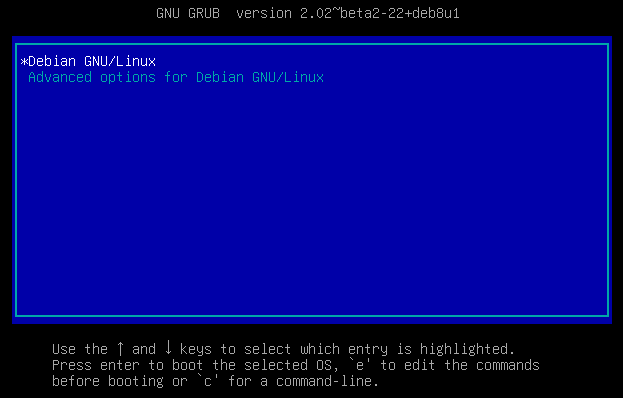 GNU GRUB  version 2.02~beta2-22+deb8u1
*Debian GNU/Linux
Advanced options for Debian GNU/Linux
Use the ↑ and ↓ keys to select which entry is highlighted.
Press enter to boot the selected OS, `e' to edit the commands
before booting or `c' for a command-line.